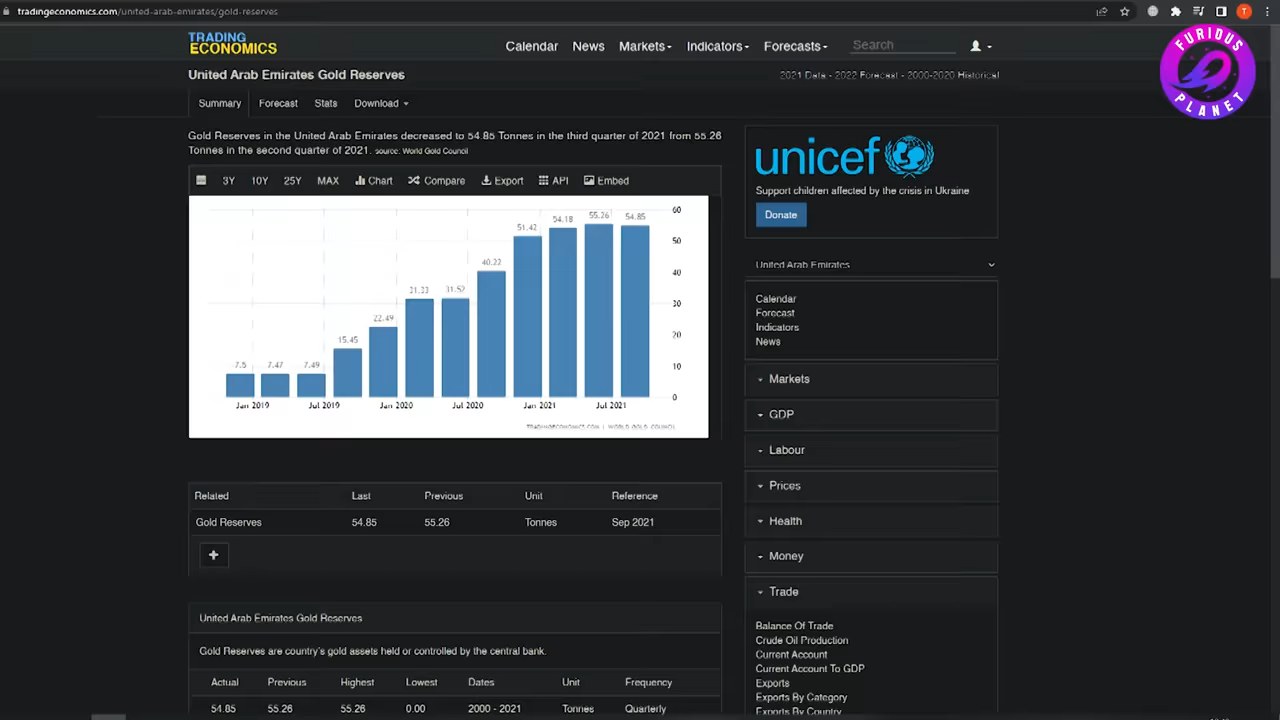 tradingeconomics.com/united-arab-emirates/gold-reserves
T
TRADING
ECONOMICS
Calendar News Markets Indicators Forecasts Search
FURIOUS
PLANET
United Arab Emirates Gold Reserves
2021 Data - 2022 Forecast - 2000-2020 Historical
Summary Forecast Stats Download
Gold Reserves in the United Arab Emirates decreased to 54.85 Tonnes in the third quarter of 2021 from 55.26
Tonnes in the second quarter of 2021. source: World Gold Council
3Y 10Y 25Y MAX Chart Compare Export API Embed
7.5 7.47 7.49 15.45 22.49 31.33 31.52 40.22 51.42 54.18 55.26 54.85
60
50
40
30
20
10
0
Jan 2019 Jul 2019 Jan 2020 Jul 2020 Jan 2021 Jul 2021
TRADINGECONOMICS.COM | WORLD GOLD COUNCIL
Related Last Previous Unit Reference
Gold Reserves 54.85 55.26 Tonnes Sep 2021
United Arab Emirates Gold Reserves
Gold Reserves are country's gold assets held or controlled by the central bank.
Actual Previous Highest Lowest Dates Unit Frequency
54.85 55.26 55.26 0.00 2000 - 2021 Tonnes Quarterly
unicef
Support children affected by the crisis in Ukraine
Donate
United Arab Emirates
Calendar
Forecast
Indicators
News
Markets
GDP
Labour
Prices
Health
Money
Trade
Balance Of Trade
Crude Oil Production
Current Account
Current Account To GDP
Exports
Exports By Category
Exports By Country